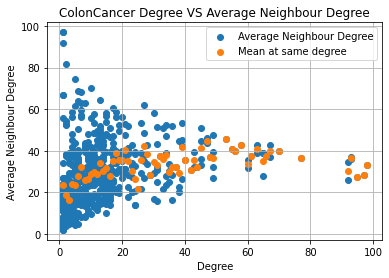 ColonCancer Degree VS Average Neighbour Degree
Average Neighbour Degree
Mean at same degree
Average Neighbour Degree
100
80
60
40
20
0
0 20 40 60 80 100
Degree